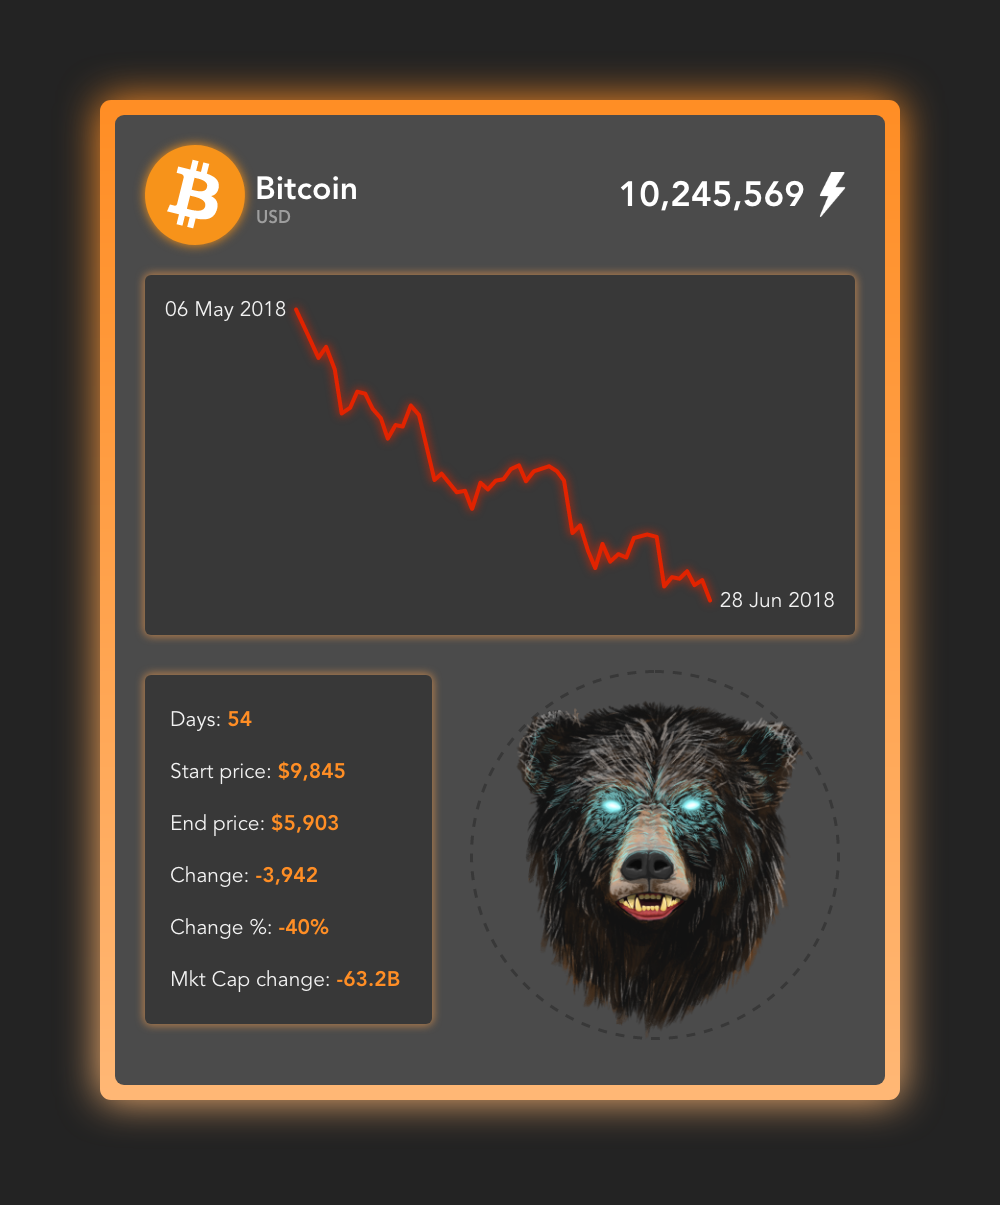 Bitcoin
USD
10,245,569
06 May 2018
28 Jun 2018
Days: 54
Start price: $9,845
End price: $5,903
Change: -3,942
Change %: -40%
Mkt Cap change: -63.2B